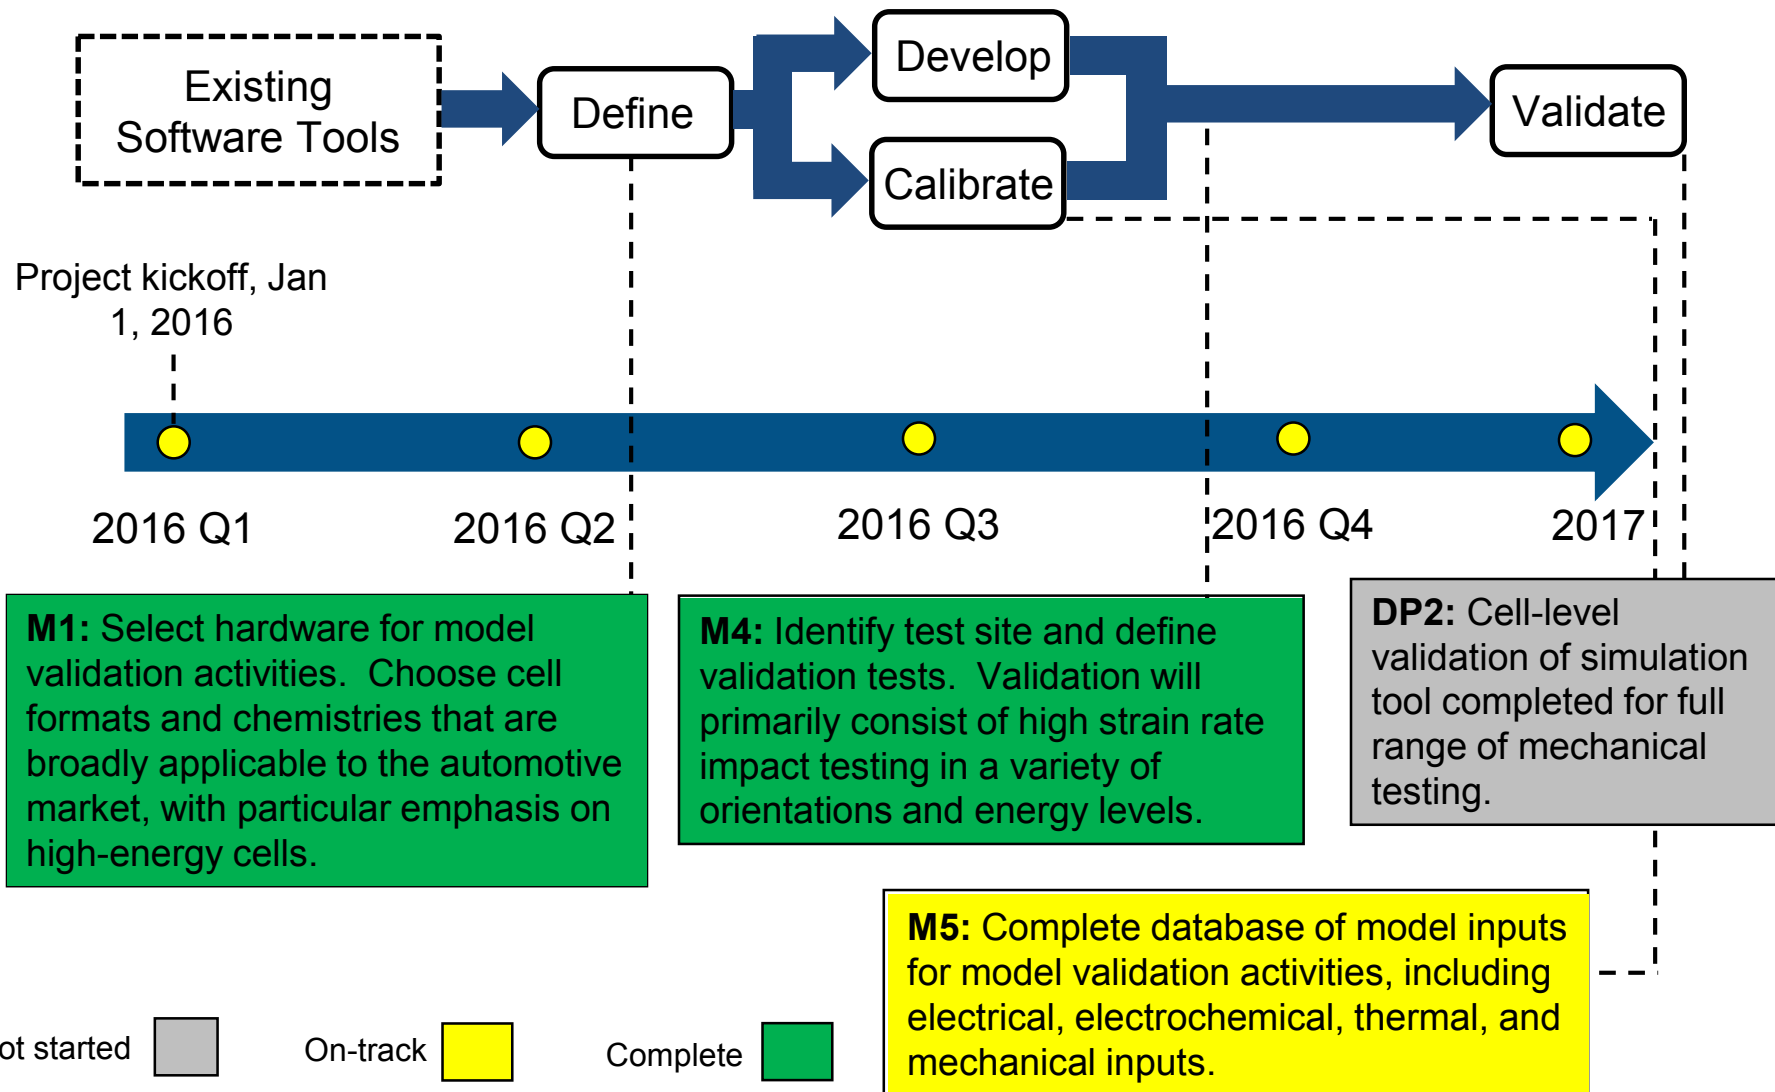 Existing
Software Tools
Define
Develop
Calibrate
Validate
Project kickoff, Jan
1, 2016
2016 Q1
2016 Q2
2016 Q3
2016 Q4
2017
M1: Select hardware for model
validation activities.  Choose cell
formats and chemistries that are
broadly applicable to the automotive
market, with particular emphasis on
high-energy cells.
M4: Identify test site and define
validation tests.  Validation will
primarily consist of high strain rate
impact testing in a variety of
orientations and energy levels.
DP2: Cell-level
validation of simulation
tool completed for full
range of mechanical
testing.
M5: Complete database of model inputs
for model validation activities, including
electrical, electrochemical, thermal, and
mechanical inputs.
ot started
On-track
Complete